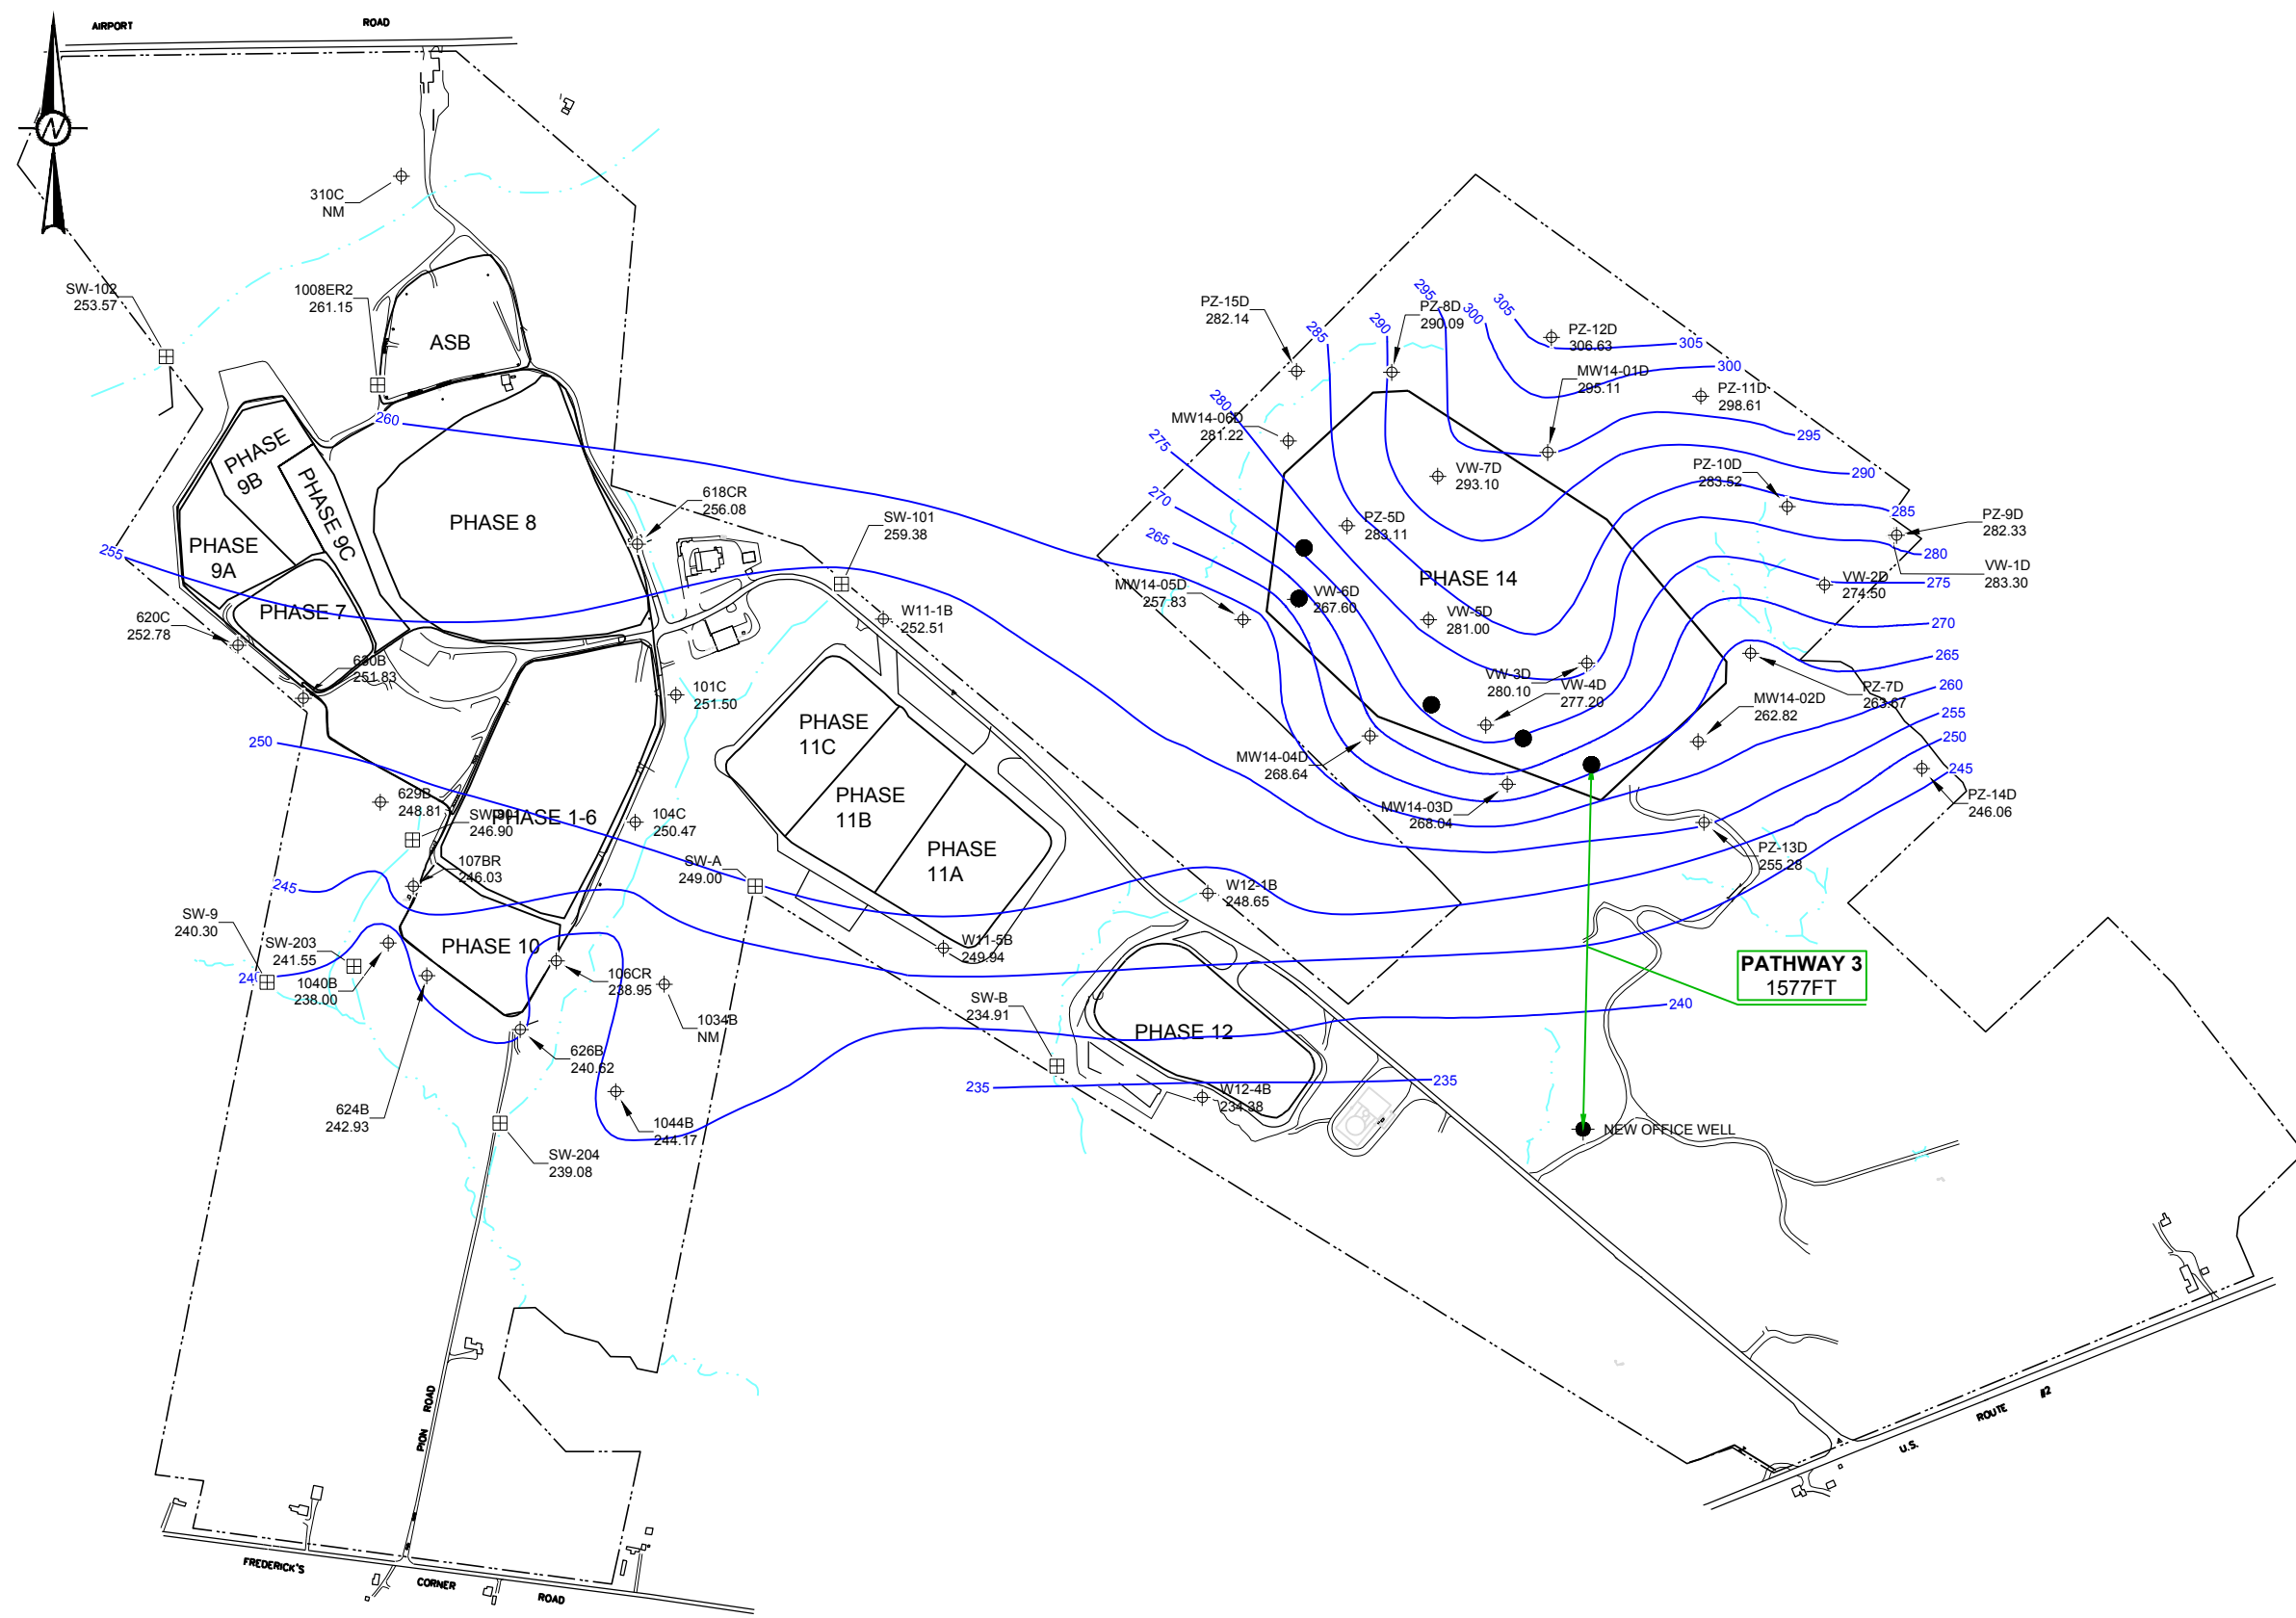 AIRPORT ROAD
N
310C
NM
SW-102
253.57
1008ER2
261.15
ASB
260
PHASE
9B
PHASE 9C
PHASE 8
PHASE
9A
PHASE 7
255
618CR
256.08
SW-101
259.38
620C
252.78
630B
251.83
W11-1B
252.51
101C
251.50
250
PHASE
11C
PHASE
11B
PHASE
11A
629B
248.81
246.90
PHASE 1-6
104C
250.47
107BR
246.03
SW-A
249.00
245
SW-9
240.30
SW-203
241.55
PHASE 10
1040B
238.00
106CR
238.95
W11-5B
249.94
1034B
NM
626B
240.62
624B
242.93
1044B
244.17
SW-204
239.08
SW-B
234.91
235
PHASE 12
W12-1B
248.65
W12-4B
234.38
235
240
PZ-15D
282.14
285
290
295
300
305
PZ-8D
290.09
PZ-12D
306.63
305
300
MW14-01D
295.11
PZ-11D
298.61
295
280
MW14-06D
281.22
275
VW-7D
293.10
PZ-10D
283.52
290
270
265
PZ-5D
283.11
285
PZ-9D
282.33
280
VW-1D
283.30
PHASE 14
MW14-05D
257.83
VW-6D
267.60
VW-5D
281.00
VW-2D
274.50
275
270
VW-3D
280.10
VW-4D
277.20
265
PZ-7D
263.67
260
MW14-02D
262.82
255
250
MW14-04D
268.64
245
MW14-03D
268.04
PZ-14D
246.06
PZ-13D
255.28
PATHWAY 3
1577FT
NEW OFFICE WELL
PION ROAD
FREDERICK'S CORNER ROAD
U.S. ROUTE #2